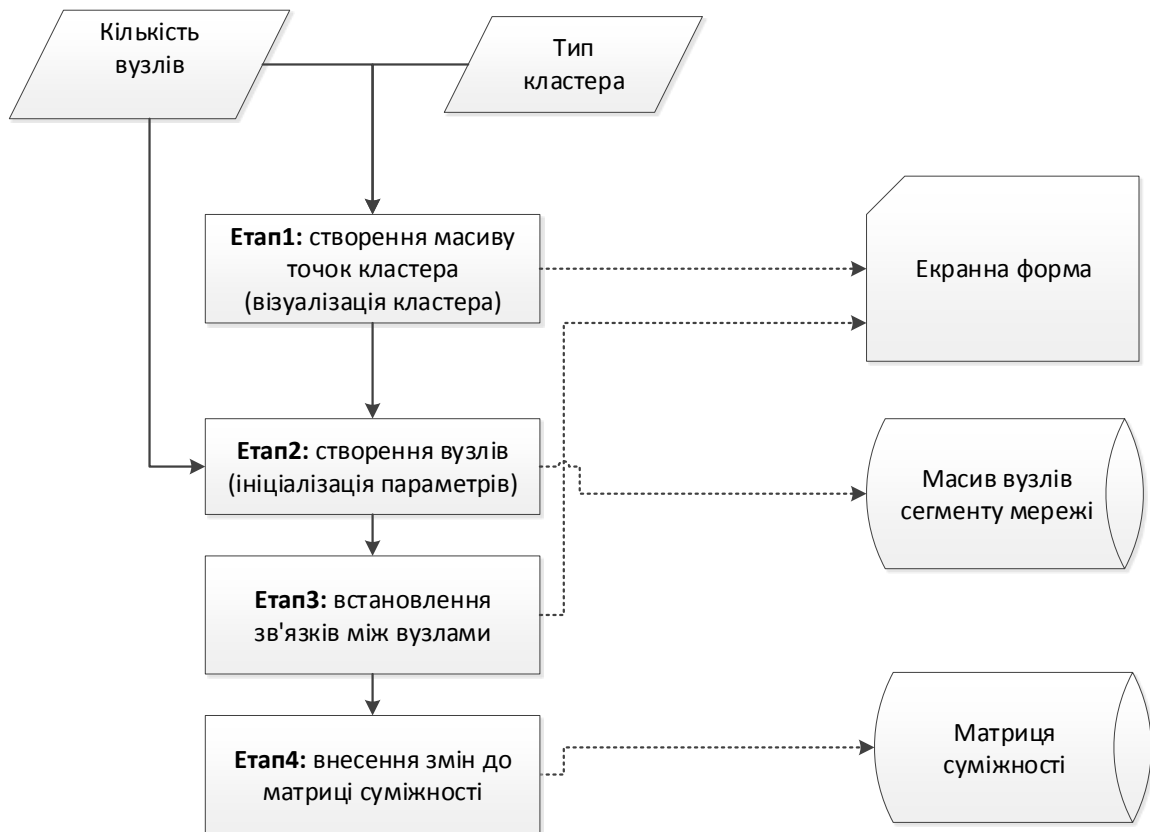 Кількість
вузлів
Тип
кластера
Етап1: створення масиву
точок кластера
(візуалізація кластера)
Екранна форма
Етап2: створення вузлів
(ініціалізація параметрів)
Масив вузлів
сегменту мережі
Етап3: встановлення
зв'язків між вузлами
Етап4: внесення змін до
матриці суміжності
Матриця
суміжності